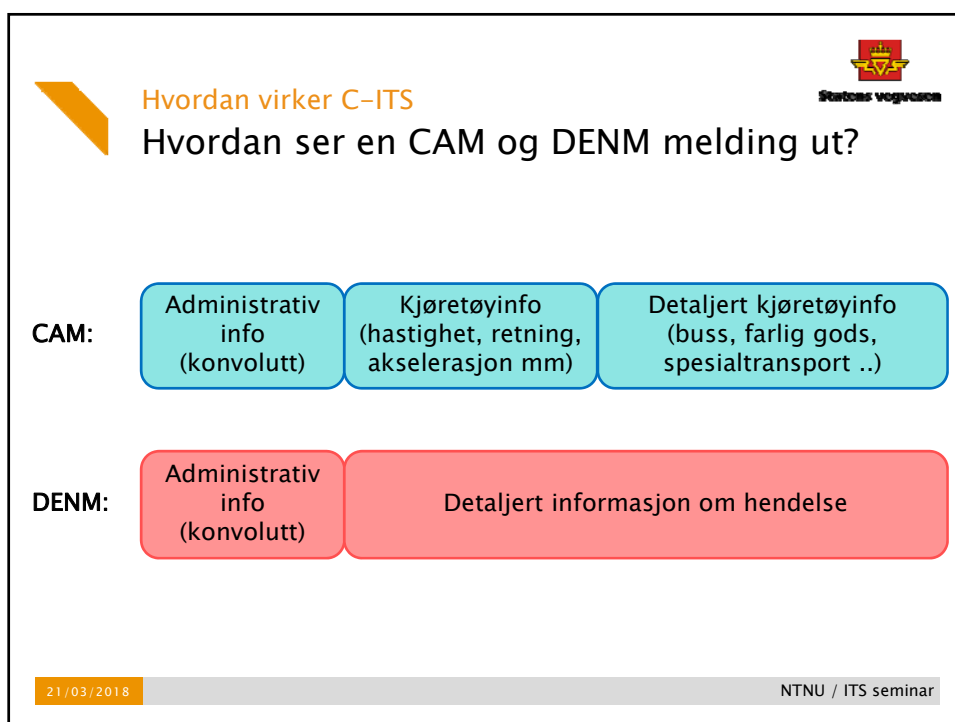 Statens vegvesen
Hvordan virker C-ITS
Hvordan ser en CAM og DENM melding ut?
CAM:
Administrativ
info
(konvolutt)
Kjøretøyinfo
(hastighet, retning,
akselerasjon mm)
Detaljert kjøretøyinfo
(buss, farlig gods,
spesialtransport ..)
DENM:
Administrativ
info
(konvolutt)
Detaljert informasjon om hendelse
21/03/2018
NTNU / ITS seminar